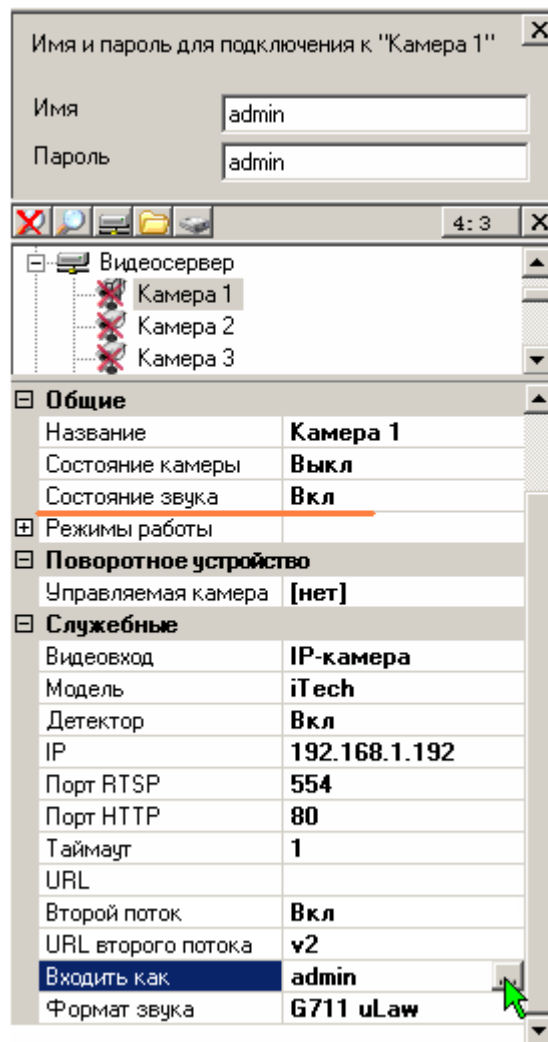 Имя и пароль для подключения к "Камера 1"
Имя admin
Пароль admin
4:3
Видеосервер
Камера 1
Камера 2
Камера 3
Общие
Название Камера 1
Состояние камеры Выкл
Состояние звука Вкл
Режимы работы
Поворотное устройство
Управляемая камера [нет]
Служебные
Видеовход IP-камера
Модель iTech
Детектор Вкл
IP 192.168.1.192
Порт RTSP 554
Порт HTTP 80
Таймаут 1
URL
Второй поток Вкл
URL второго потока v2
Входить как admin ...
Формат звука G711 uLaw